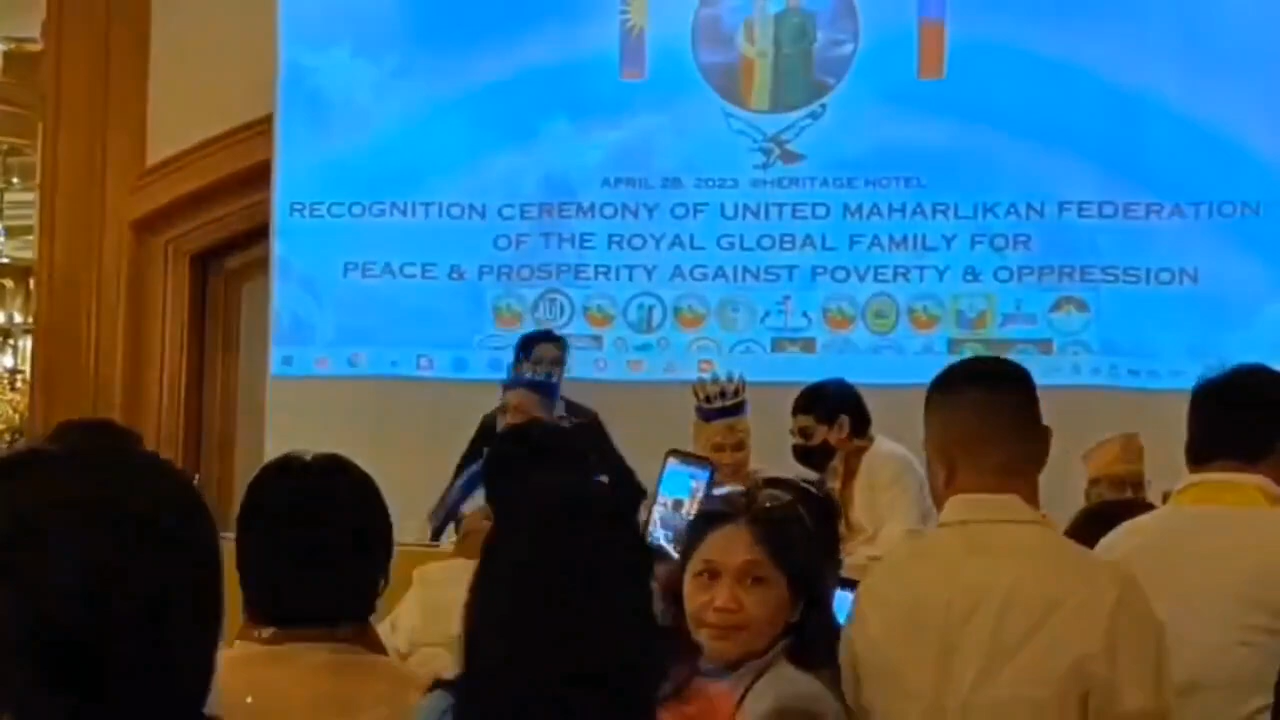 APRIL 28, 2023 @HERITAGE HOTEL
RECOGNITION CEREMONY OF UNITED MAHARLIKAN FEDERATION
OF THE ROYAL GLOBAL FAMILY FOR
PEACE & PROSPERITY AGAINST POVERTY & OPPRESSION